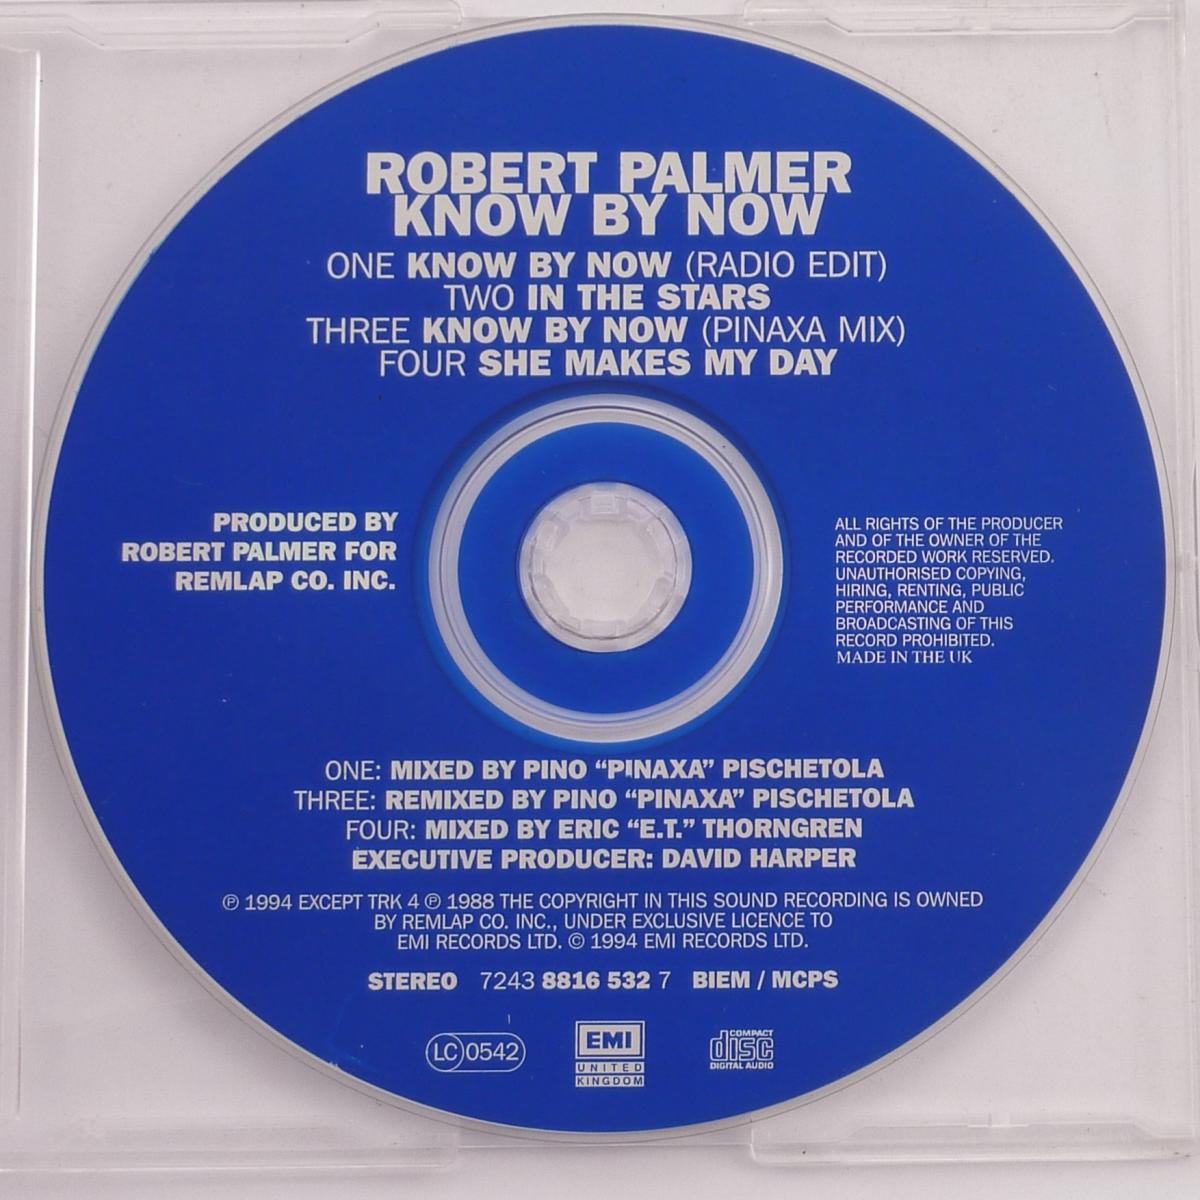 ROBERT PALMER
KNOW BY NOW
ONE KNOW BY NOW (RADIO EDIT)
TWO IN THE STARS
THREE KNOW BY NOW (PINAXA MIX)
FOUR SHE MAKES MY DAY
PRODUCED BY
ROBERT PALMER FOR
REMLAP CO. INC.
ALL RIGHTS OF THE PRODUCER
AND OF THE OWNER OF THE
RECORDED WORK RESERVED.
UNAUTHORISED COPYING,
HIRING, RENTING, PUBLIC
PERFORMANCE AND
BROADCASTING OF THIS
RECORD PROHIBITED.
MADE IN THE UK
ONE: MIXED BY PINO “PINAXA” PISCHETOLA
THREE: REMIXED BY PINO “PINAXA” PISCHETOLA
FOUR: MIXED BY ERIC “E.T.” THORNGREN
EXECUTIVE PRODUCER: DAVID HARPER
℗ 1994 EXCEPT TRK 4 ℗ 1988 THE COPYRIGHT IN THIS SOUND RECORDING IS OWNED
BY REMLAP CO. INC., UNDER EXCLUSIVE LICENCE TO
EMI RECORDS LTD. © 1994 EMI RECORDS LTD.
STEREO 7243 8816 532 7 BIEM / MCPS
LC 0542
EMI
UNITED
KINGDOM
COMPACT
disc
DIGITAL AUDIO